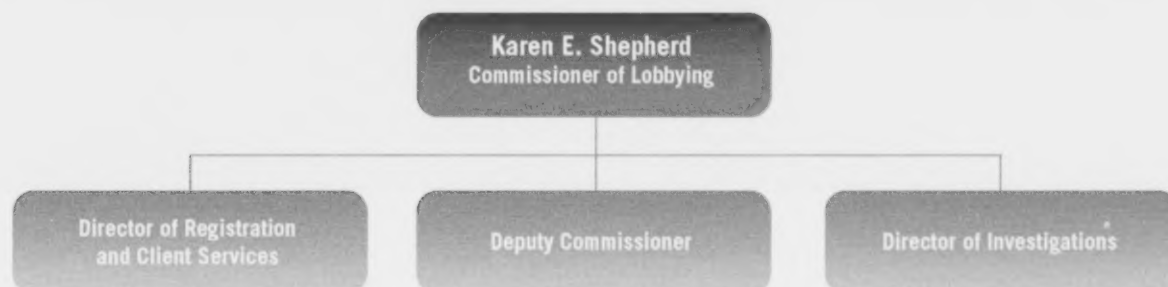 Karen E. Shepherd
Commissioner of Lobbying
Director of Registration
and Client Services
Deputy Commissioner
Director of Investigations